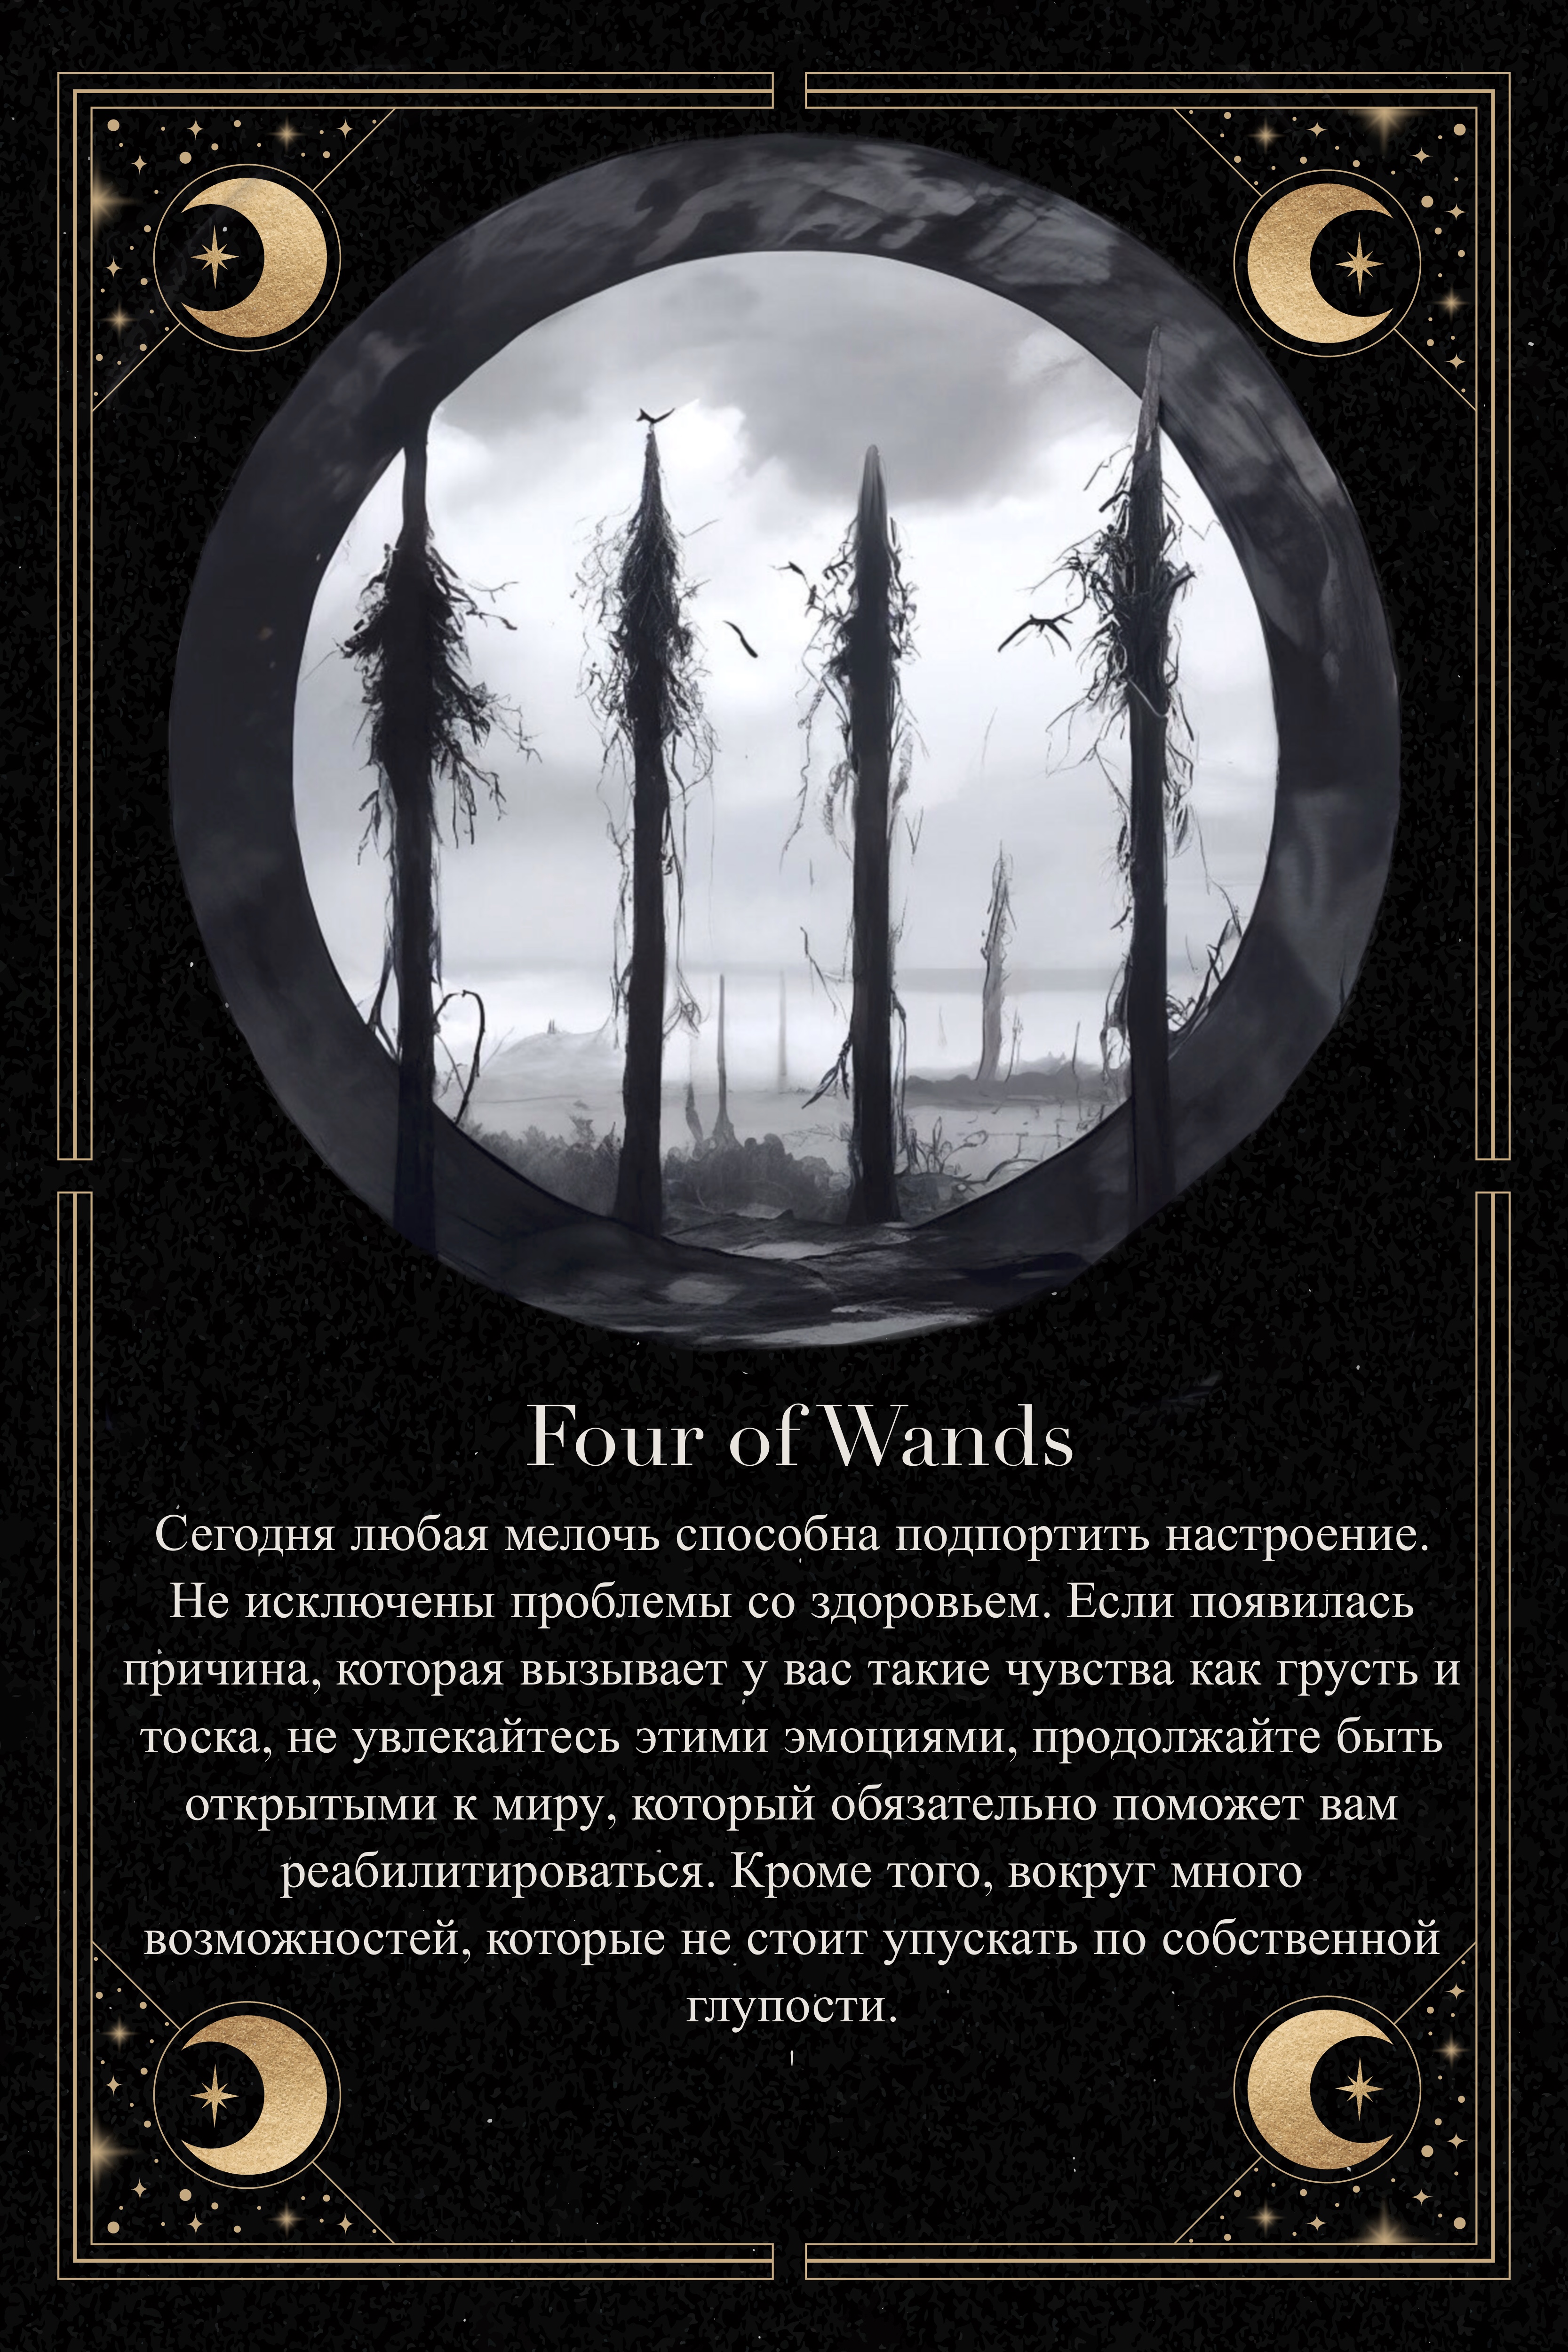 Four of Wands
Сегодня любая мелочь способна подпортить настроение.
Не исключены проблемы со здоровьем. Если появилась
причина, которая вызывает у вас такие чувства как грусть и
тоска, не увлекайтесь этими эмоциями, продолжайте быть
открытыми к миру, который обязательно поможет вам
реабилитироваться. Кроме того, вокруг много
возможностей, которые не стоит упускать по собственной
глупости.